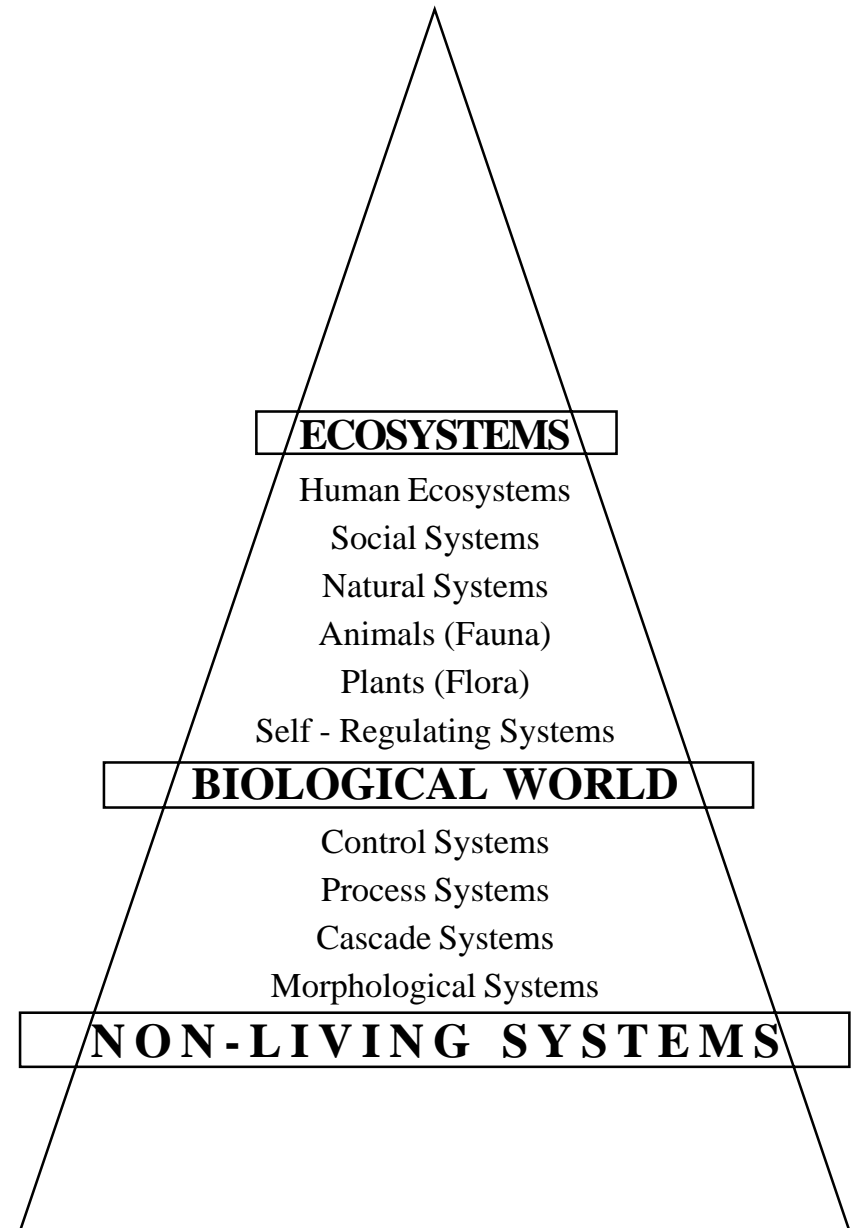 ECOSYSTEMS
Human Ecosystems
Social Systems
Natural Systems
Animals (Fauna)
Plants (Flora)
Self - Regulating Systems
BIOLOGICAL WORLD
Control Systems
Process Systems
Cascade Systems
Morphological Systems
NON-LIVING SYSTEMS